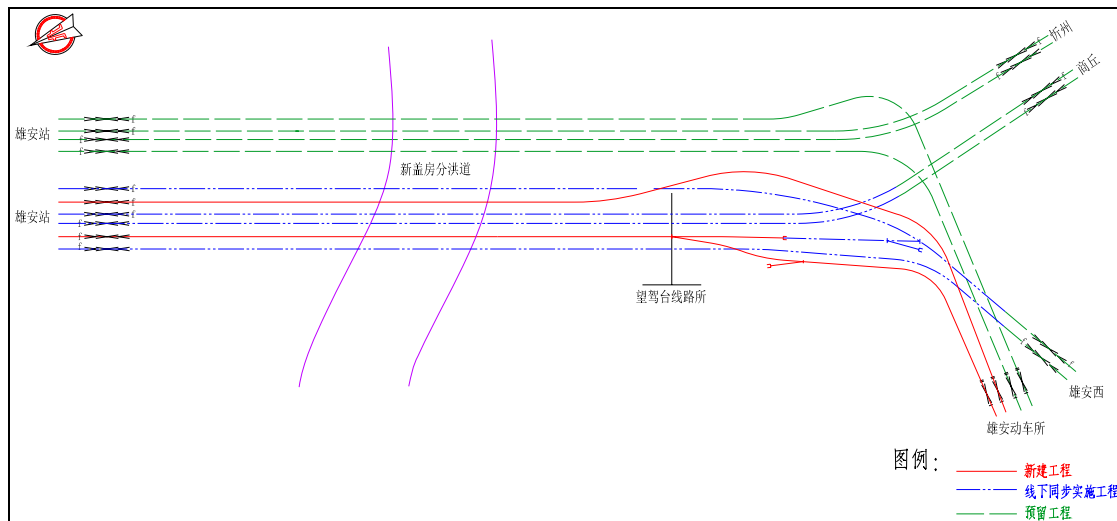 忻州
商丘
雄安站
新盖房分洪道
雄安站
望驾台线路所
雄安西
雄安动车所
图例：
新建工程
线下同步实施工程
预留工程